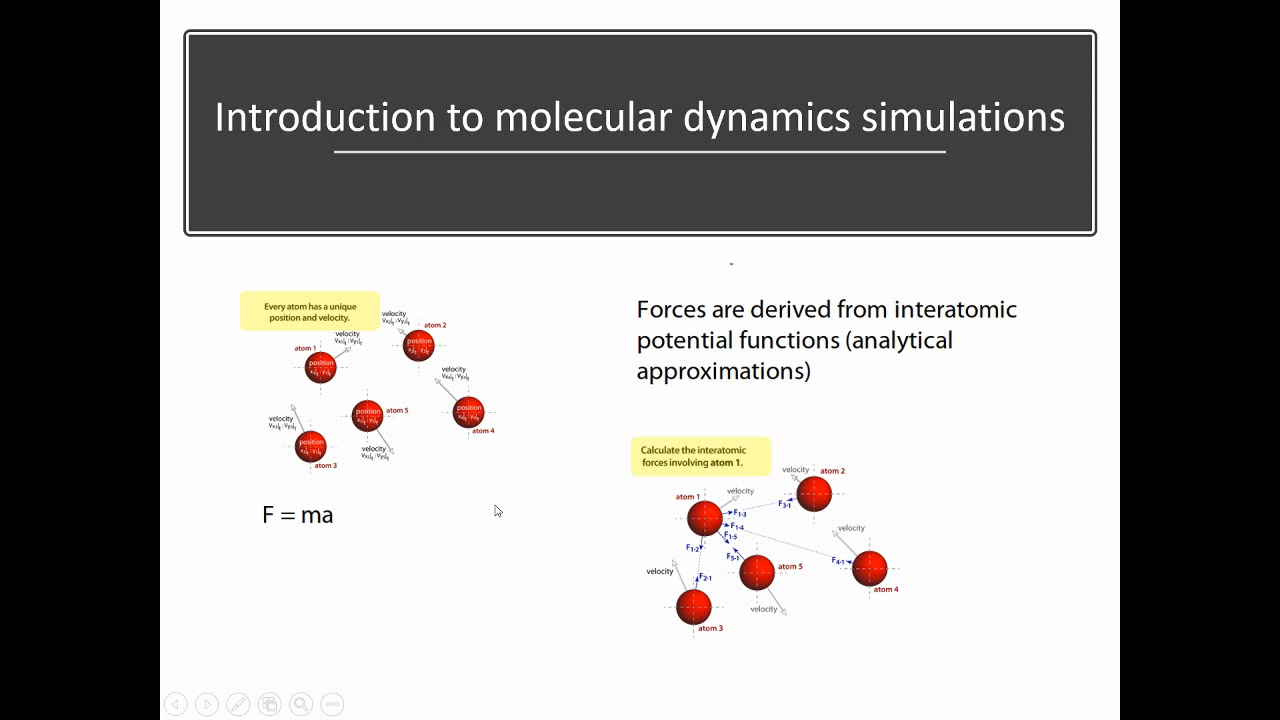 Introduction to molecular dynamics simulations
Every atom has a unique
position and velocity.
velocity
atom 2
velocity
atom 1
position
position
velocity
position
atom 5
position
atom 4
velocity
position
velocity
atom 3
F = ma
Forces are derived from interatomic
potential functions (analytical
approximations)
Calculate the interatomic
forces involving atom 1.
velocity
atom 2
atom 1
velocity
F3-1
F1-3
F1-4
F1-5
velocity
F1-2
F5-1
F4-1
velocity
atom 5
F2-1
atom 4
velocity
atom 3